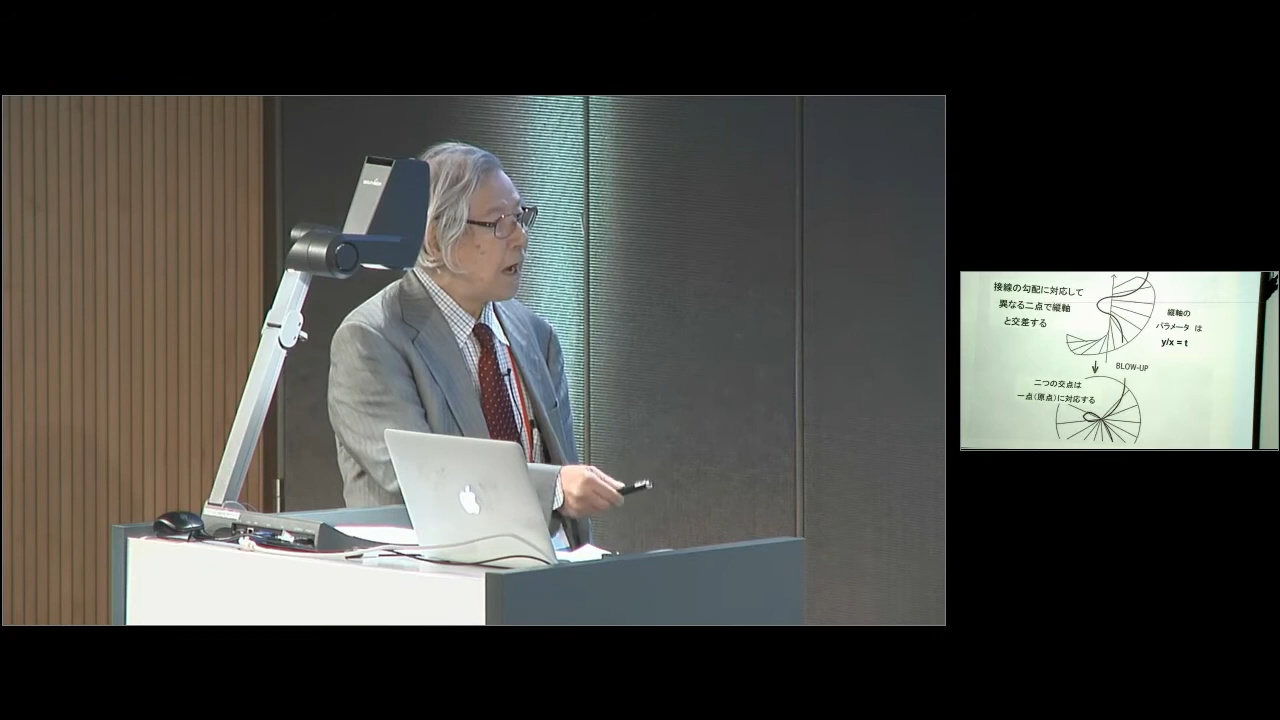 接線の勾配に対応して
異なる二点で縦軸
と交差する
縦軸の
パラメータ は
y/x = t
BLOW-UP
二つの交点は
一点(原点)に対応する